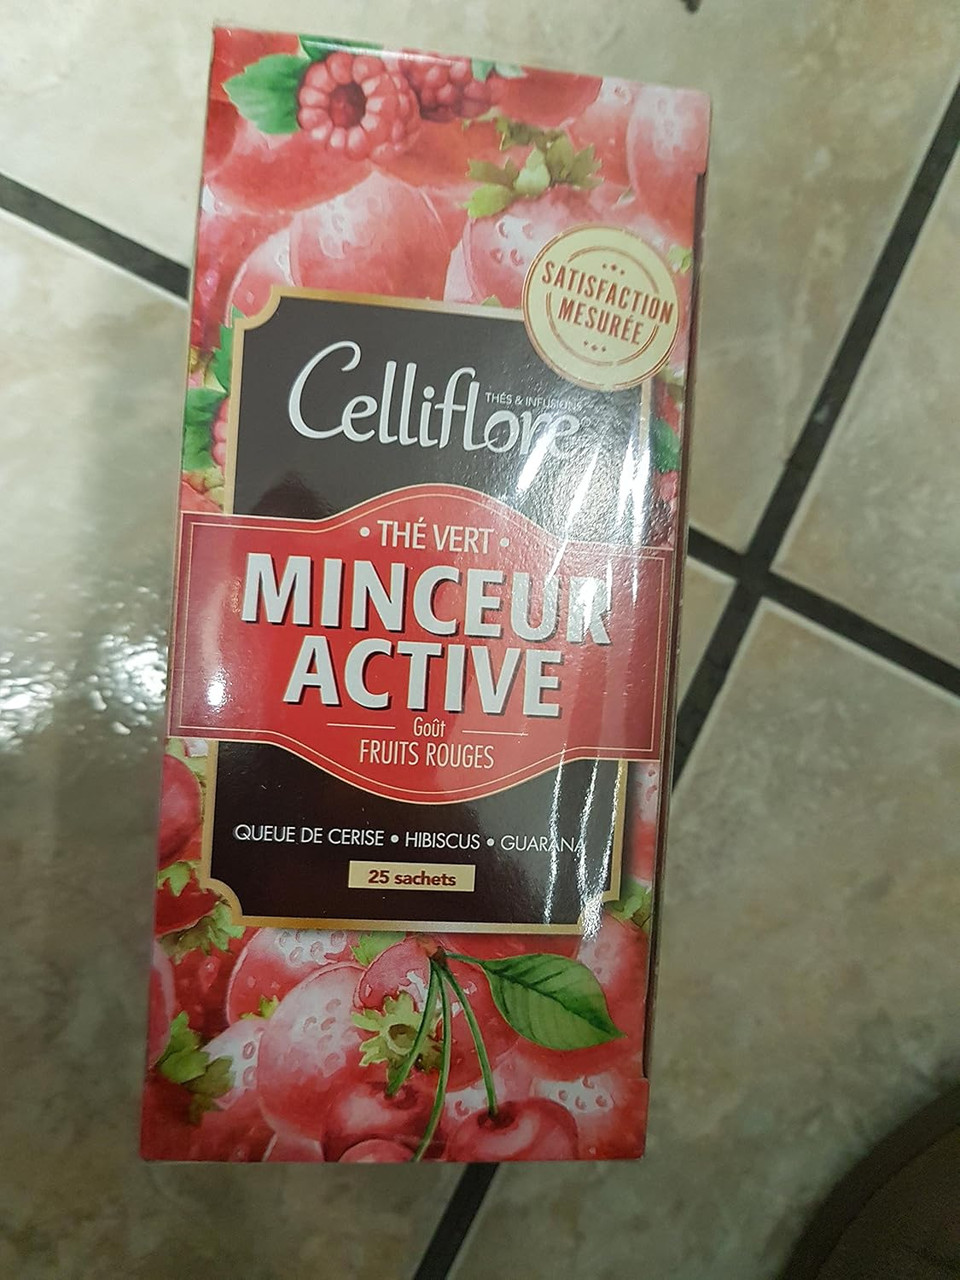 SATISFACTION
MESURÉE
THÉS & INFUSIONS
Celliflore
• THÉ VERT •
MINCEUR
ACTIVE
Goût
FRUITS ROUGES
QUEUE DE CERISE • HIBISCUS • GUARANA
25 sachets